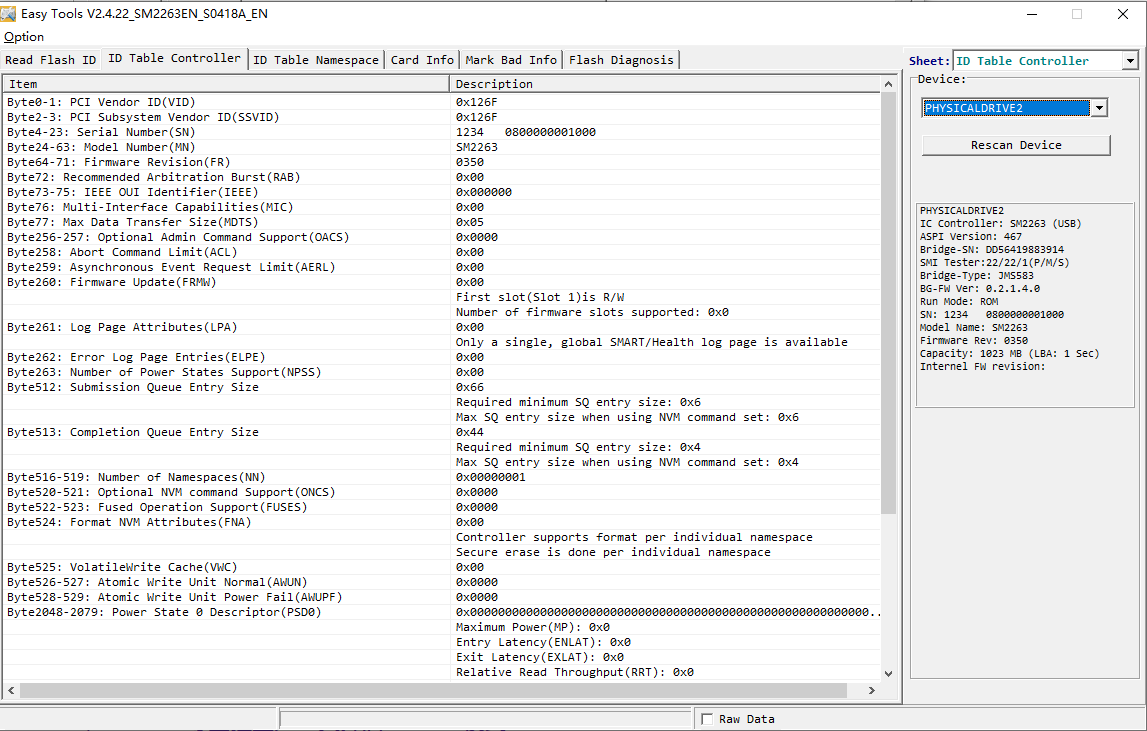 Easy Tools V2.4.22_SM2263EN_S0418A_EN
Option
Read Flash ID ID Table Controller ID Table Namespace Card Info Mark Bad Info Flash Diagnosis
Item Description
Byte0-1: PCI Vendor ID(VID) 0x126F
Byte2-3: PCI Subsystem Vendor ID(SSVID) 0x126F
Byte4-23: Serial Number(SN) 1234   0800000001000
Byte24-63: Model Number(MN) SM2263
Byte64-71: Firmware Revision(FR) 0350
Byte72: Recommended Arbitration Burst(RAB) 0x00
Byte73-75: IEEE OUI Identifier(IEEE) 0x000000
Byte76: Multi-Interface Capabilities(MIC) 0x00
Byte77: Max Data Transfer Size(MDTS) 0x05
Byte256-257: Optional Admin Command Support(OACS) 0x0000
Byte258: Abort Command Limit(ACL) 0x00
Byte259: Asynchronous Event Request Limit(AERL) 0x00
Byte260: Firmware Update(FRMW) 0x00
First slot(Slot 1)is R/W
Number of firmware slots supported: 0x0
Byte261: Log Page Attributes(LPA) 0x00
Only a single, global SMART/Health log page is available
Byte262: Error Log Page Entries(ELPE) 0x00
Byte263: Number of Power States Support(NPSS) 0x00
Byte512: Submission Queue Entry Size 0x66
Required minimum SQ entry size: 0x6
Max SQ entry size when using NVM command set: 0x6
Byte513: Completion Queue Entry Size 0x44
Required minimum SQ entry size: 0x4
Max SQ entry size when using NVM command set: 0x4
Byte516-519: Number of Namespaces(NN) 0x00000001
Byte520-521: Optional NVM command Support(ONCS) 0x0000
Byte522-523: Fused Operation Support(FUSES) 0x0000
Byte524: Format NVM Attributes(FNA) 0x00
Controller supports format per individual namespace
Secure erase is done per individual namespace
Byte525: VolatileWrite Cache(VWC) 0x00
Byte526-527: Atomic Write Unit Normal(AWUN) 0x0000
Byte528-529: Atomic Write Unit Power Fail(AWUPF) 0x0000
Byte2048-2079: Power State 0 Descriptor(PSD0) 0x000000000000000000000000000000000000000000000000000000000..
Maximum Power(MP): 0x0
Entry Latency(ENLAT): 0x0
Exit Latency(EXLAT): 0x0
Relative Read Throughput(RRT): 0x0
Sheet: ID Table Controller
Device:
PHYSICALDRIVE2
Rescan Device
PHYSICALDRIVE2
IC Controller: SM2263 (USB)
ASPI Version: 467
Bridge-SN: DD56419883914
SMI Tester:22/22/1(P/M/S)
Bridge-Type: JMS583
BG-FW Ver: 0.2.1.4.0
Run Mode: ROM
SN: 1234   0800000001000
Model Name: SM2263
Firmware Rev: 0350
Capacity: 1023 MB (LBA: 1 Sec)
Internal FW revision:
Raw Data